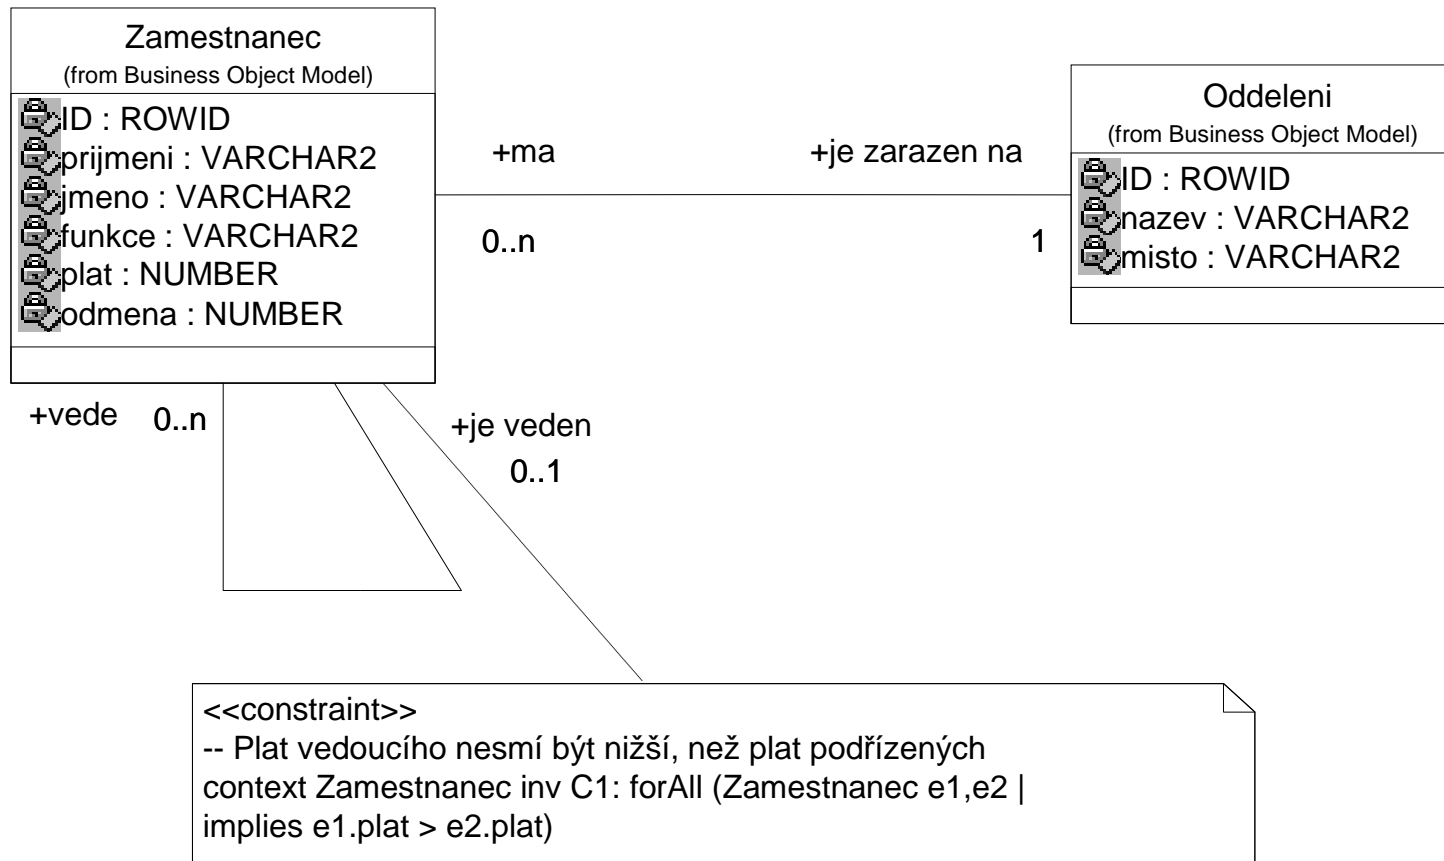 Zamestnanec
(from Business Object Model)
ID : ROWID
prijmeni : VARCHAR2
jmeno : VARCHAR2
funkce : VARCHAR2
plat : NUMBER
odmena : NUMBER
+ma
+je zarazen na
0..n
1
Oddeleni
(from Business Object Model)
ID : ROWID
nazev : VARCHAR2
misto : VARCHAR2
+vede
0..n
+je veden
0..1
<<constraint>>
-- Plat vedoucího nesmí být nižší, než plat podřízených
context Zamestnanec inv C1: forAll (Zamestnanec e1,e2 |
implies e1.plat > e2.plat)